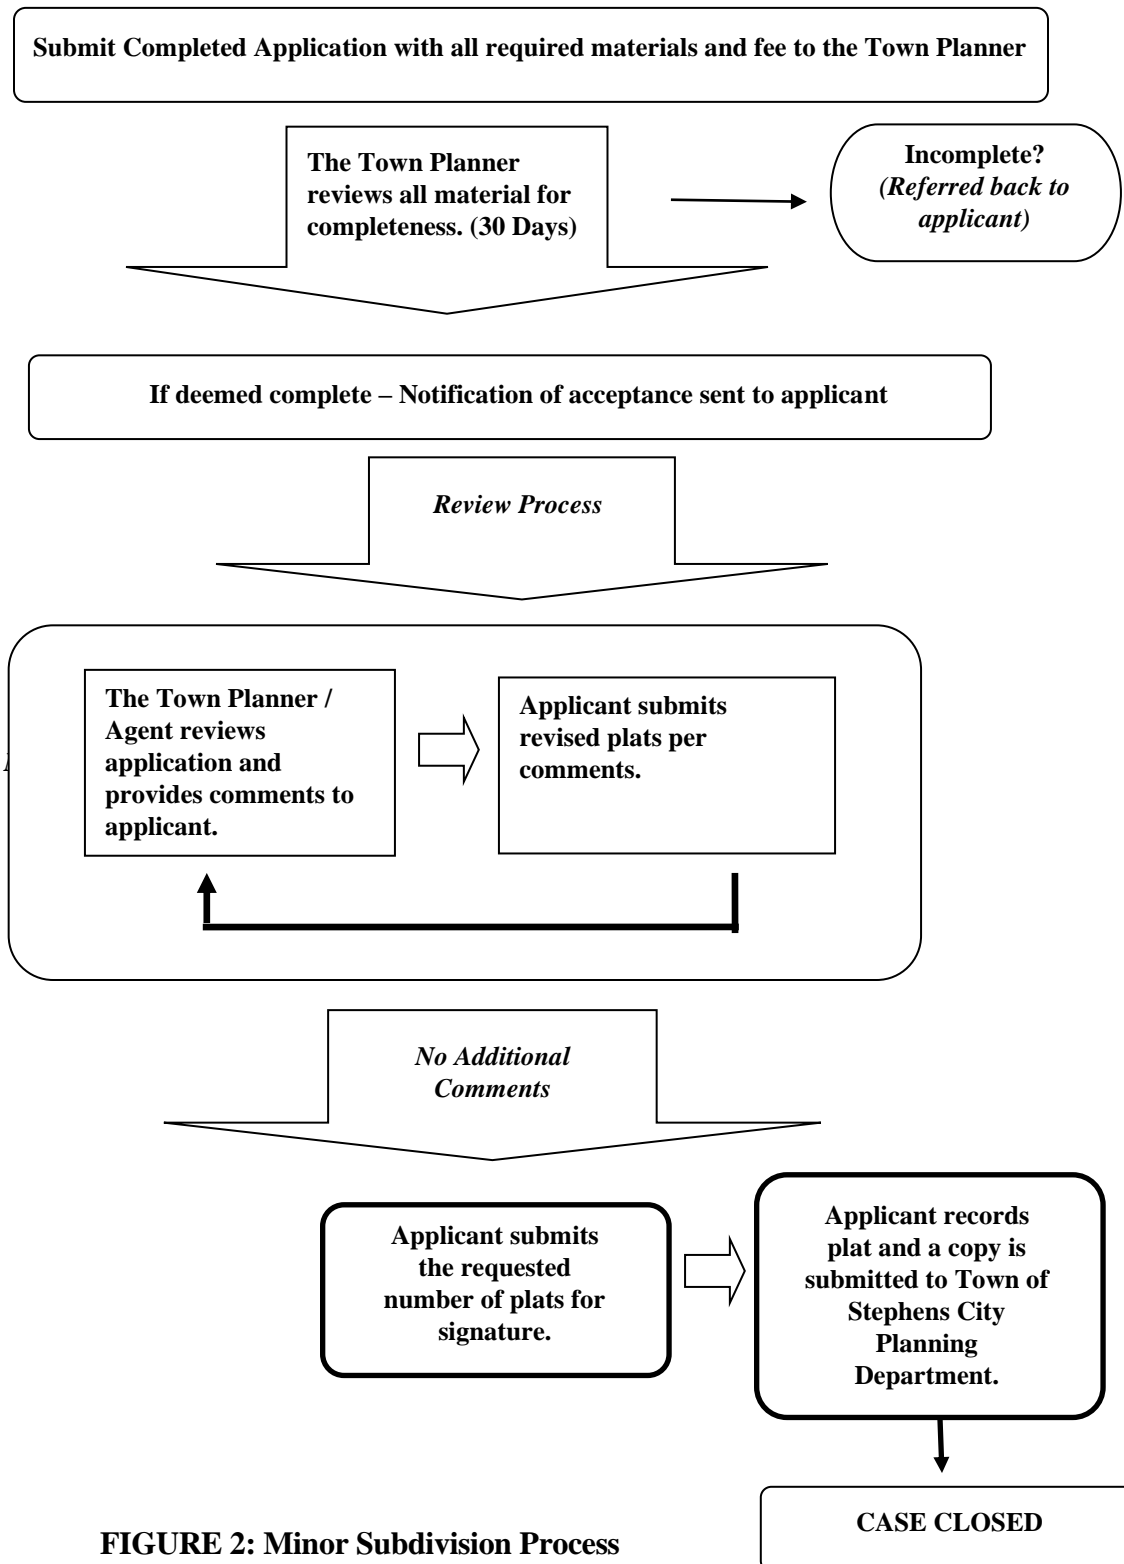 Submit Completed Application with all required materials and fee to the Town Planner
The Town Planner
reviews all material for
completeness. (30 Days)
Incomplete?
(Referred back to
applicant)
If deemed complete – Notification of acceptance sent to applicant
Review Process
The Town Planner /
Agent reviews
application and
provides comments to
applicant.
Applicant submits
revised plats per
comments.
No Additional
Comments
Applicant submits
the requested
number of plats for
signature.
Applicant records
plat and a copy is
submitted to Town of
Stephens City
Planning
Department.
CASE CLOSED
FIGURE 2: Minor Subdivision Process